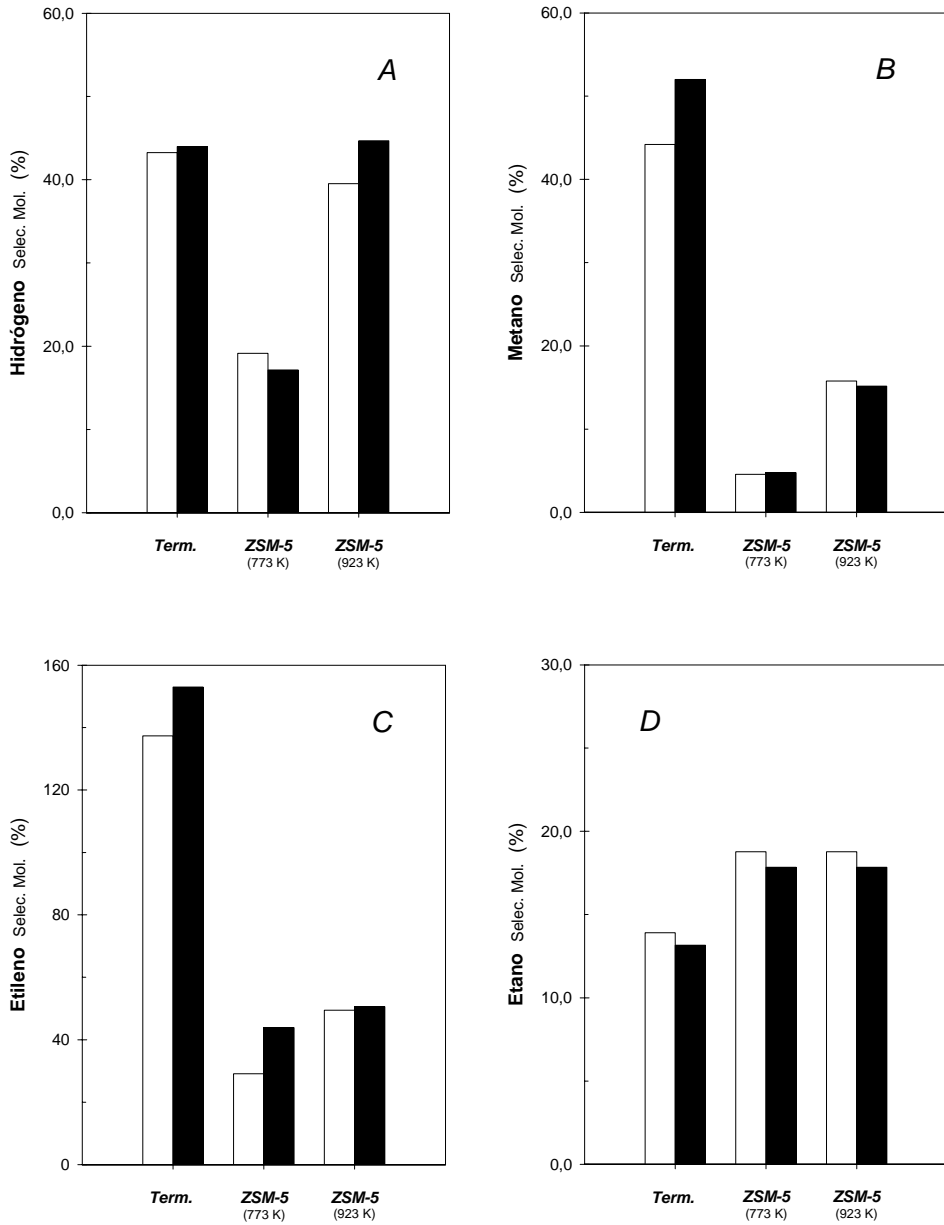 60,0
40,0
20,0
0,0
Hidrógeno Selec. Mol. (%)
A
Term.
ZSM-5
(773 K)
ZSM-5
(923 K)
60,0
40,0
20,0
0,0
Metano Selec. Mol. (%)
B
Term.
ZSM-5
(773 K)
ZSM-5
(923 K)
160
120
80
40
0
Etileno Selec. Mol. (%)
C
Term.
ZSM-5
(773 K)
ZSM-5
(923 K)
30,0
20,0
10,0
0,0
Etano Selec. Mol. (%)
D
Term.
ZSM-5
(773 K)
ZSM-5
(923 K)